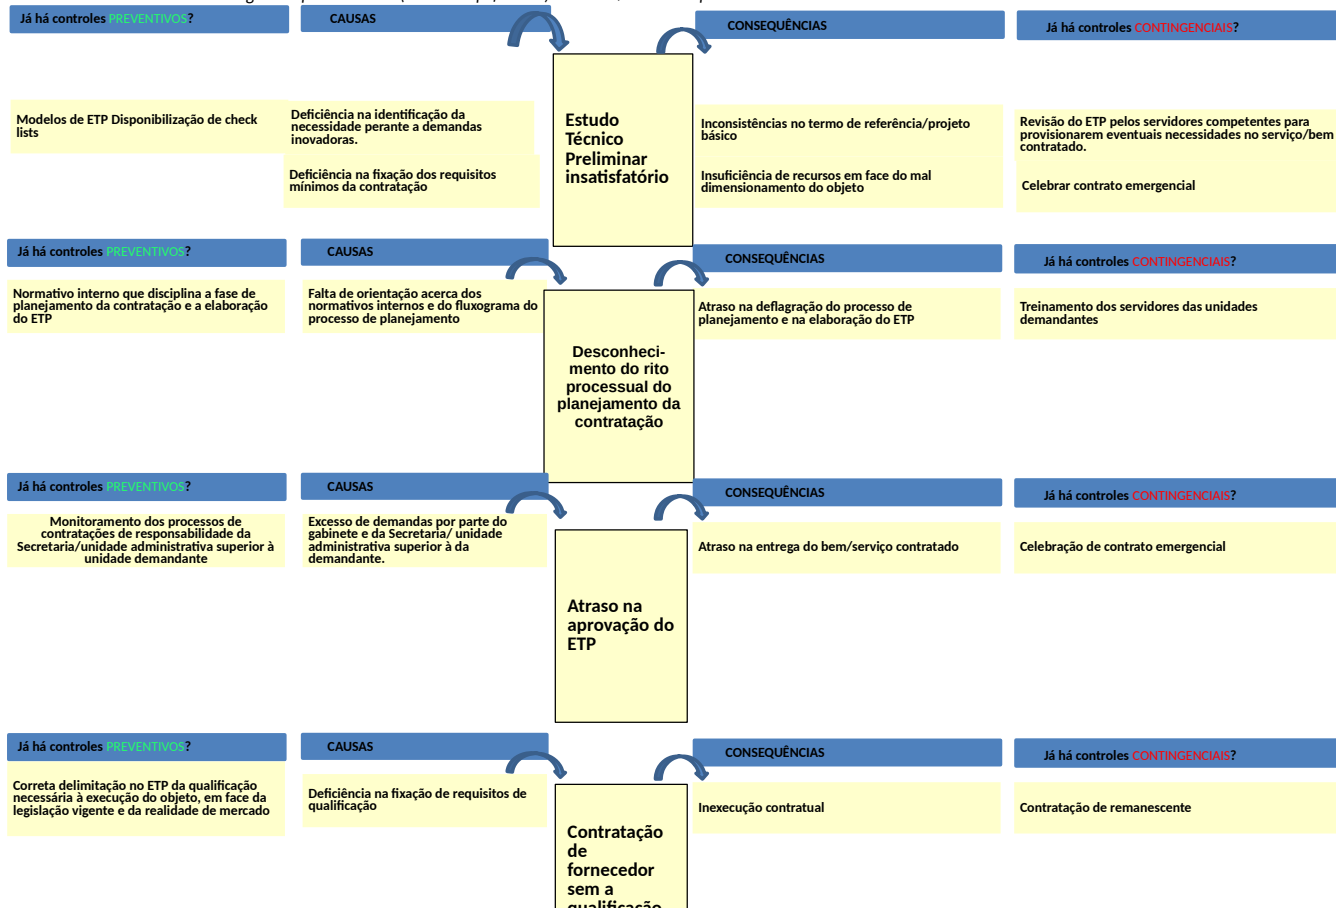 Já há controles PREVENTIVOS?
CAUSAS
CONSEQUÊNCIAS
Já há controles CONTINGENCIAIS?
Modelos de ETP Disponibilização de check
lists
Deficiência na identificação da
necessidade perante a demandas
inovadoras.
Deficiência na fixação dos requisitos
mínimos da contratação
Estudo
Técnico
Preliminar
insatisfatório
Inconsistências no termo de referência/projeto
básico
Insuficiência de recursos em face do mal
dimensionamento do objeto
Revisão do ETP pelos servidores competentes para
provisionarem eventuais necessidades no serviço/bem
contratado.
Celebrar contrato emergencial
Já há controles PREVENTIVOS?
CAUSAS
CONSEQUÊNCIAS
Já há controles CONTINGENCIAIS?
Normativo interno que disciplina a fase de
planejamento da contratação e a elaboração
do ETP
Falta de orientação acerca dos
normativos internos e do fluxograma do
processo de planejamento
Desconheci-
mento do rito
processual do
planejamento da
contratação
Atraso na deflagração do processo de
planejamento e na elaboração do ETP
Treinamento dos servidores das unidades
demandantes
Já há controles PREVENTIVOS?
CAUSAS
CONSEQUÊNCIAS
Já há controles CONTINGENCIAIS?
Monitoramento dos processos de
contratações de responsabilidade da
Secretaria/unidade administrativa superior à
unidade demandante
Excesso de demandas por parte do
gabinete e da Secretaria/ unidade
administrativa superior à da
demandante.
Atraso na
aprovação do
ETP
Atraso na entrega do bem/serviço contratado
Celebração de contrato emergencial
Já há controles PREVENTIVOS?
CAUSAS
CONSEQUÊNCIAS
Já há controles CONTINGENCIAIS?
Correta delimitação no ETP da qualificação
necessária à execução do objeto, em face da
legislação vigente e da realidade de mercado
Deficiência na fixação de requisitos de
qualificação
Contratação
de
fornecedor
sem a
qualificação
Inexecução contratual
Contratação de remanescente